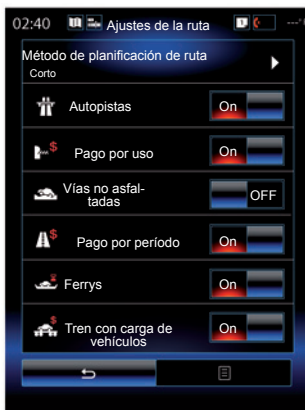 02:40 Ajustes de la ruta
Método de planificación de ruta
Corto
Autopistas On
$ Pago por uso On
Vías no asfal-
tadas OFF
$ Pago por período On
Ferrys On
$ Tren con carga de
vehículos On